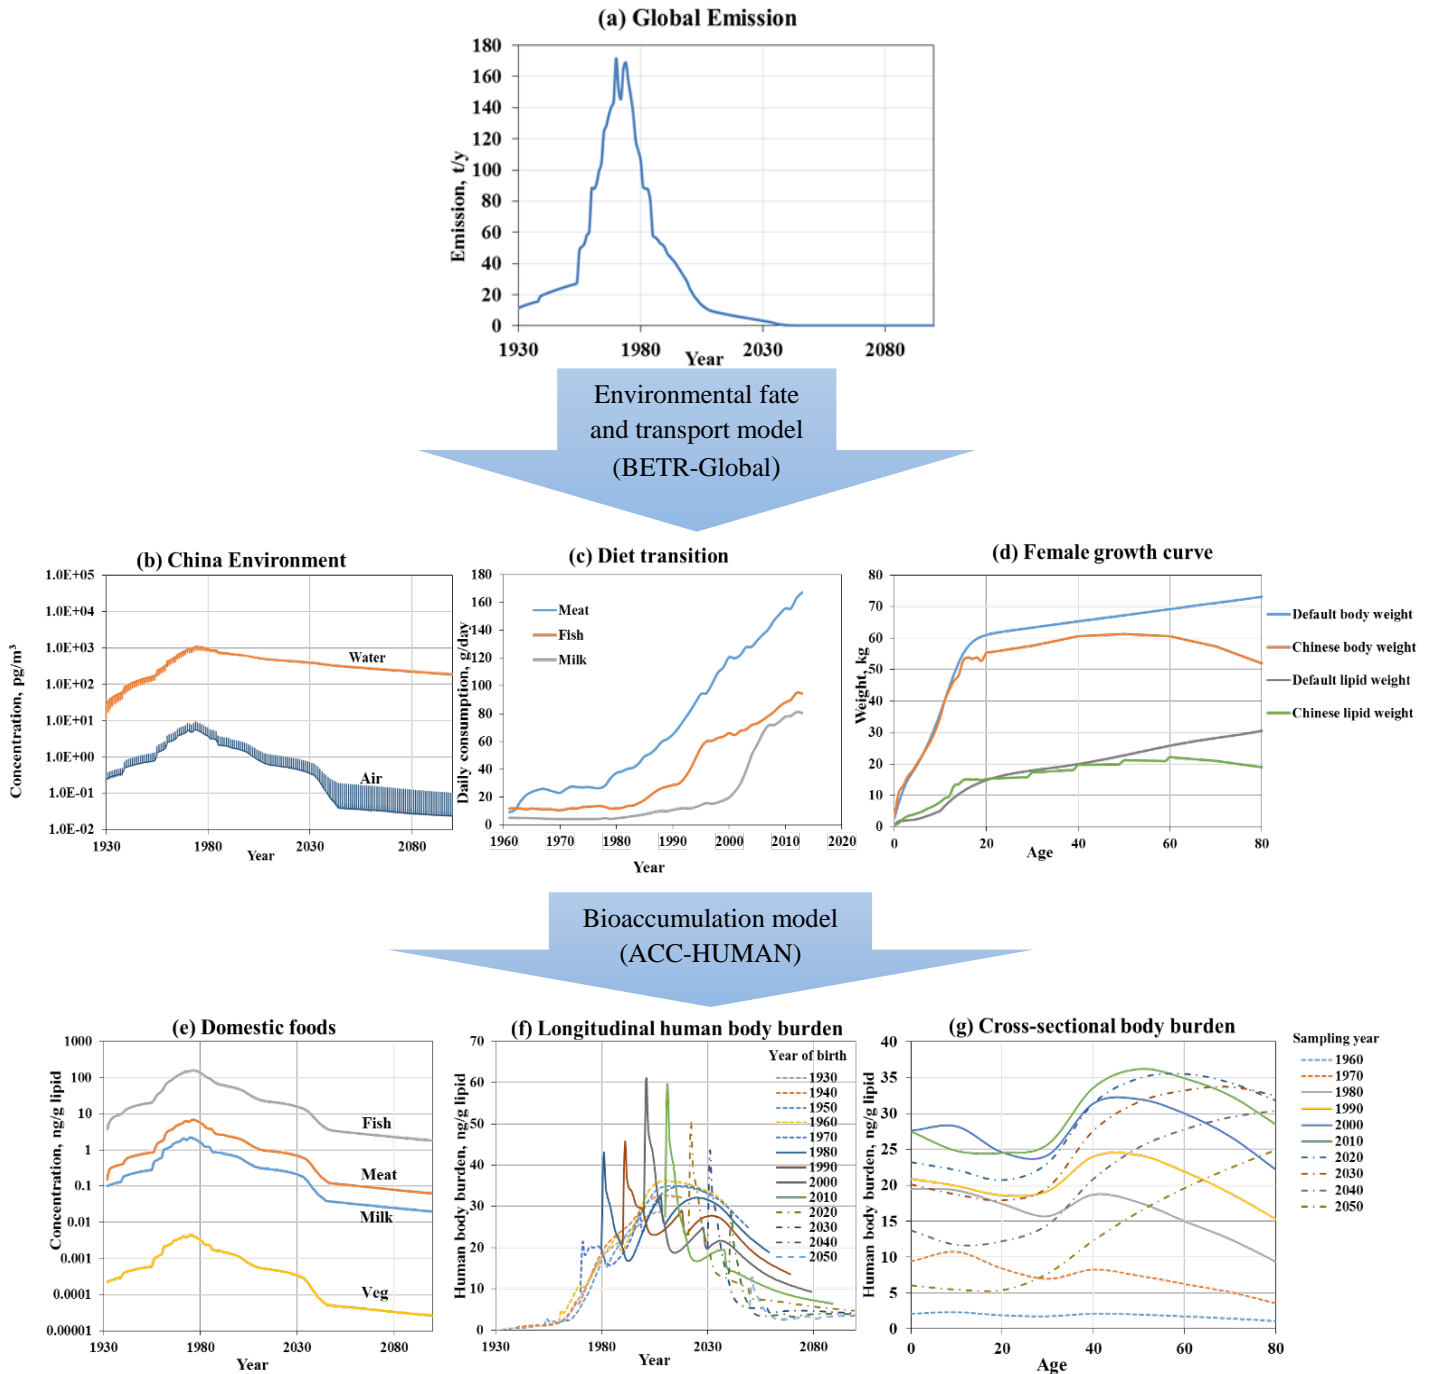 (a) Global Emission
180
160
140
120
100
80
60
40
20
0
Emission, t/y
1930 1980 2030 2080
Year
Environmental fate
and transport model
(BETR-Global)
(b) China Environment
1.0E+05
1.0E+04
1.0E+03
1.0E+02
1.0E+01
1.0E+00
1.0E-01
1.0E-02
Concentration, pg/m³
Water
Air
1930 1980 2030 2080
Year
(c) Diet transition
180
160
140
120
100
80
60
40
20
0
Daily consumption, g/day
Meat
Fish
Milk
1960 1970 1980 1990 2000 2010 2020
Year
(d) Female growth curve
80
70
60
50
40
30
20
10
0
Weight, kg
0 20 40 60 80
Age
Default body weight
Chinese body weight
Default lipid weight
Chinese lipid weight
Bioaccumulation model
(ACC-HUMAN)
(e) Domestic foods
1000
100
10
1
0.1
0.01
0.001
0.0001
0.00001
Concentration, ng/g lipid
Fish
Meat
Milk
Veg
1930 1980 2030 2080
Year
(f) Longitudinal human body burden
70
60
50
40
30
20
10
0
Human body burden, ng/g lipid
Year of birth
1930
1940
1950
1960
1970
1980
1990
2000
2010
2020
2030
2040
2050
1930 1980 2030 2080
Year
(g) Cross-sectional body burden
40
35
30
25
20
15
10
5
0
Human body burden, ng/g lipid
0 20 40 60 80
Age
Sampling year
1960
1970
1980
1990
2000
2010
2020
2030
2040
2050